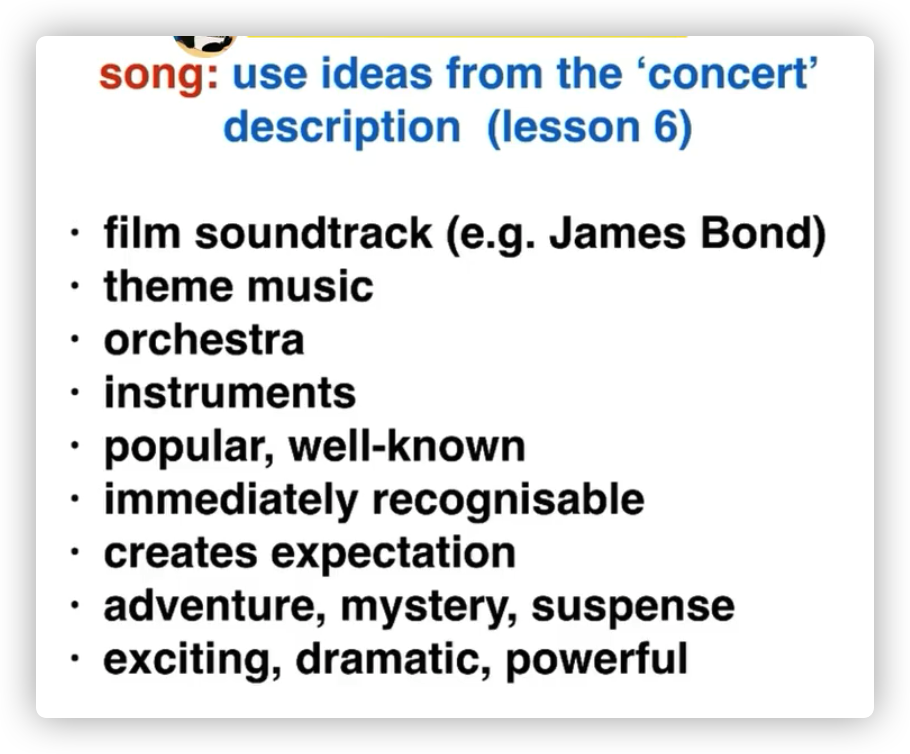 song: use ideas from the ‘concert’
description (lesson 6)
· film soundtrack (e.g. James Bond)
· theme music
· orchestra
· instruments
· popular, well-known
· immediately recognisable
· creates expectation
· adventure, mystery, suspense
· exciting, dramatic, powerful